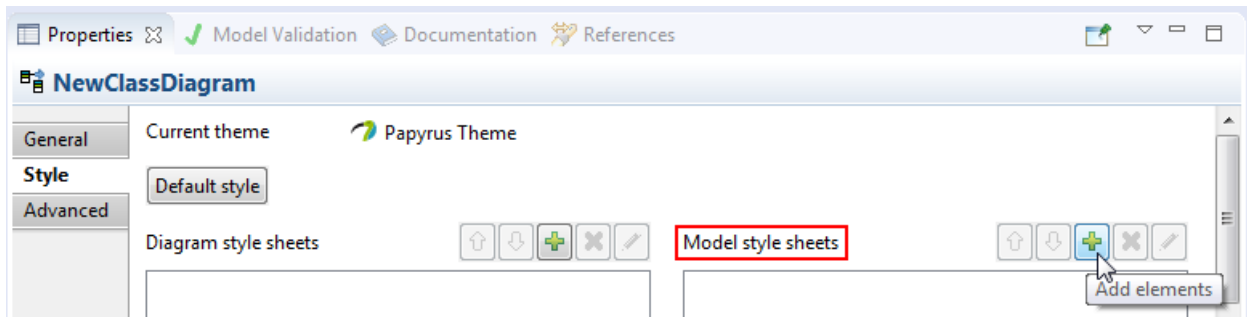 Properties Model Validation Documentation References
NewClassDiagram
General
Style
Advanced
Current theme Papyrus Theme
Default style
Diagram style sheets
Model style sheets
Add elements